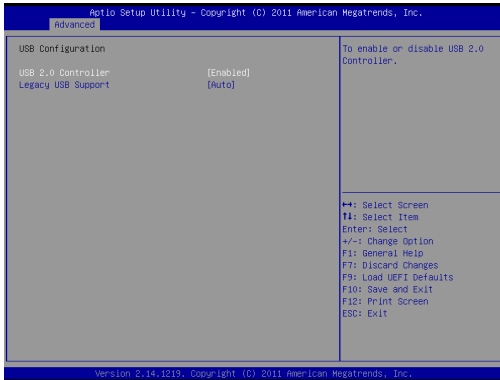 Aptio Setup Utility – Copyright (C) 2011 American Megatrends, Inc.
Advanced
USB Configuration
USB 2.0 Controller [Enabled]
Legacy USB Support [Auto]
To enable or disable USB 2.0
Controller.
↔: Select Screen
↑↓: Select Item
Enter: Select
+/-: Change Option
F1: General Help
F7: Discard Changes
F9: Load UEFI Defaults
F10: Save and Exit
F12: Print Screen
ESC: Exit
Version 2.14.1219. Copyright (C) 2011 American Megatrends, Inc.